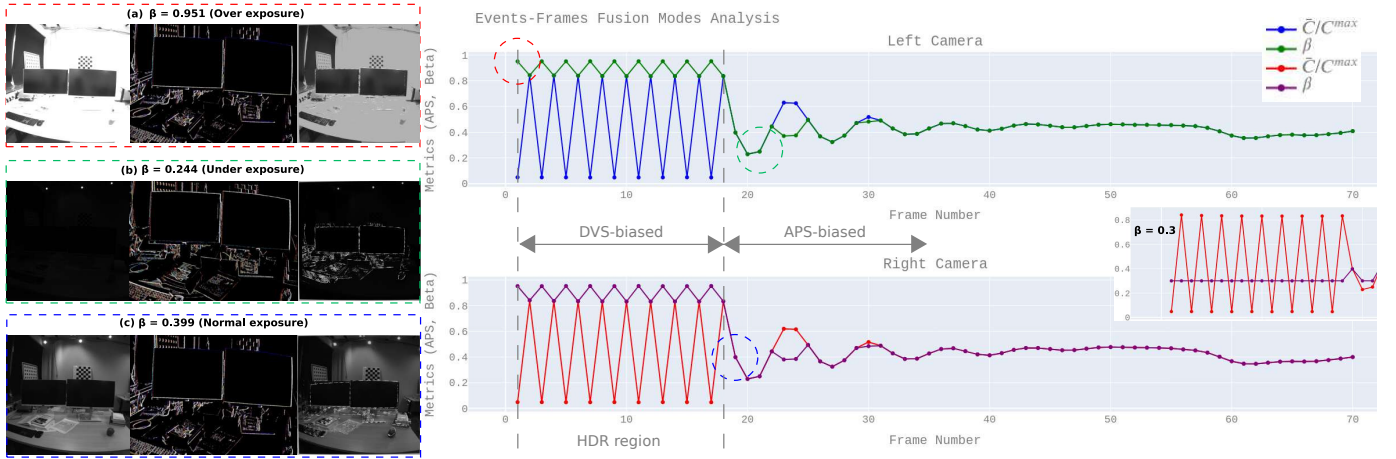 (a) β = 0.951 (Over exposure)
(b) β = 0.244 (Under exposure)
(c) β = 0.399 (Normal exposure)
Events-Frames Fusion Modes Analysis
Left Camera
C̄/C^max
β
C̄/C^max
β
Metrics (APS, Beta)
1
0.8
0.6
0.4
0.2
0
0 10 20 30 40 50 60 70
Frame Number
DVS-biased
APS-biased
β = 0.3
0.8
0.6
0.4
0.2
0
Right Camera
Metrics (APS, Beta)
1
0.8
0.6
0.4
0.2
0
0 10 20 30 40 50 60 70
HDR region
Frame Number